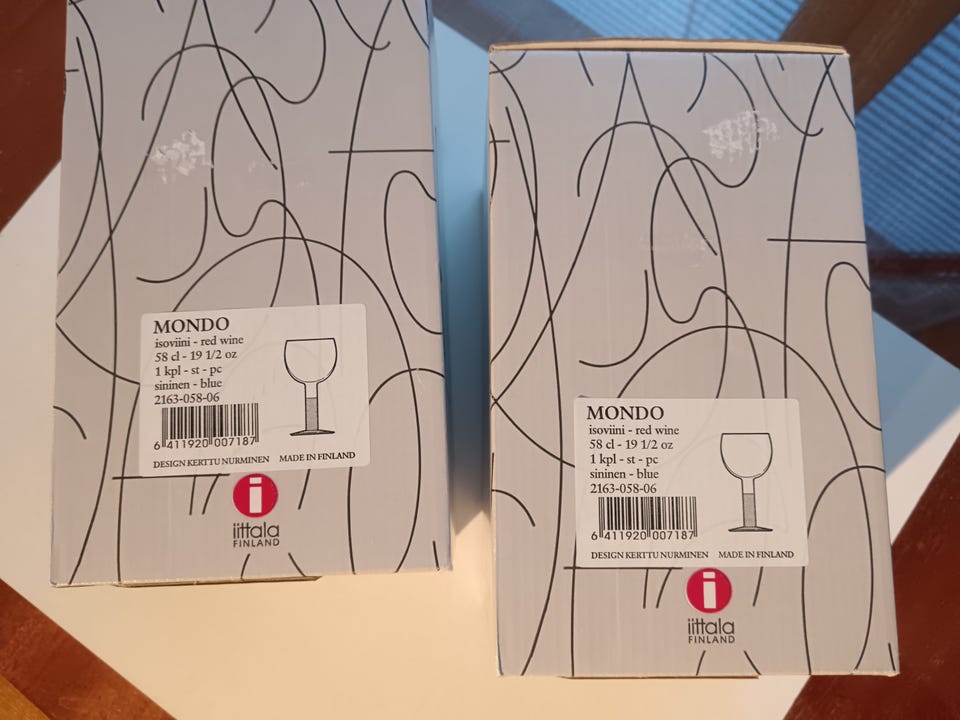 MONDO
isoviini - red wine
58 cl - 19 1/2 oz
1 kpl - st - pc
sininen - blue
2163-058-06
6 411920 007187
DESIGN KERTTU NURMINEN MADE IN FINLAND
i
iittala
FINLAND
MONDO
isoviini - red wine
58 cl - 19 1/2 oz
1 kpl - st - pc
sininen - blue
2163-058-06
6 411920 007187
DESIGN KERTTU NURMINEN MADE IN FINLAND
i
iittala
FINLAND